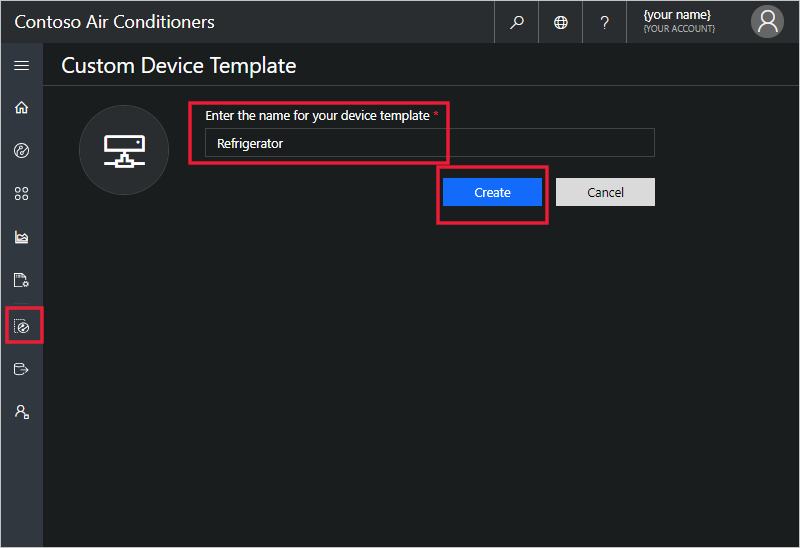 Contoso Air Conditioners
?
{your name}
{YOUR ACCOUNT}
Custom Device Template
Enter the name for your device template *
Refrigerator
Create
Cancel